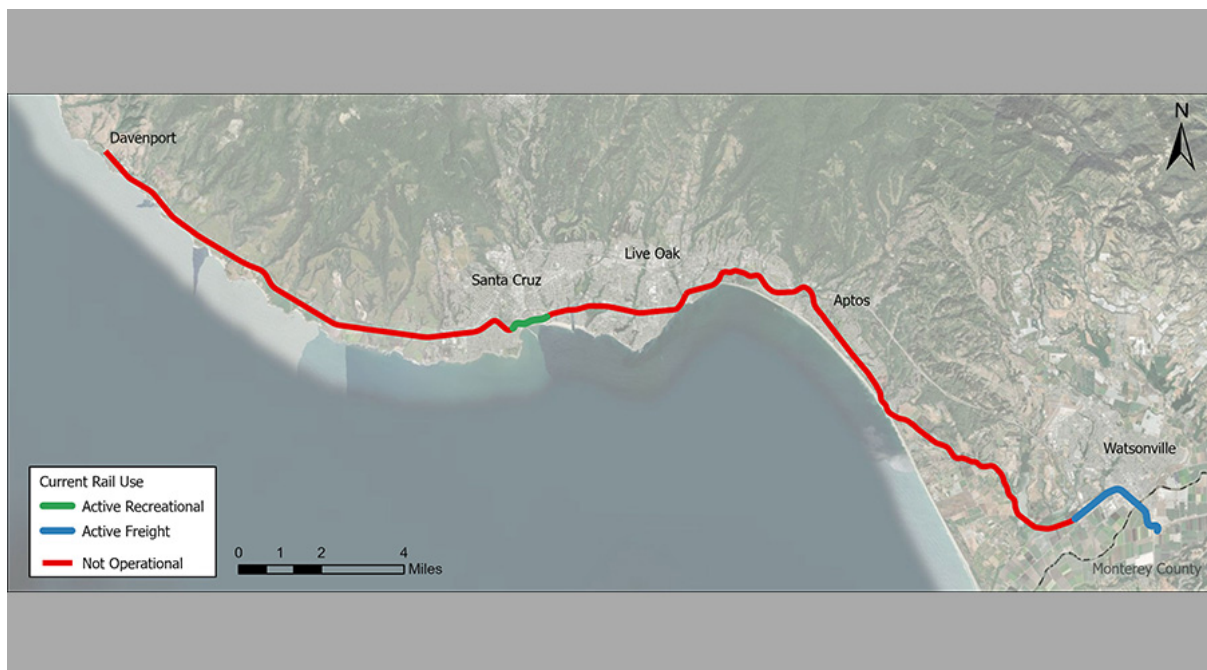 N
Davenport
Live Oak
Santa Cruz
Aptos
Watsonville
Current Rail Use
Active Recreational
Active Freight
Not Operational
0 1 2 4
Miles
Monterey County